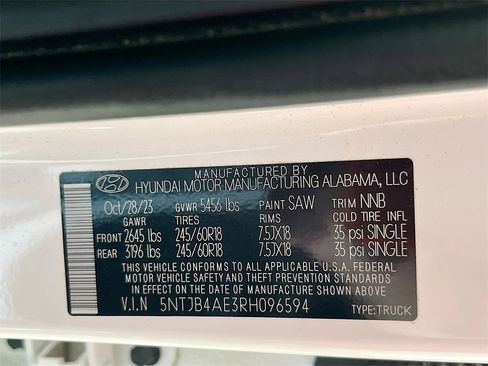 MANUFACTURED BY
HYUNDAI MOTOR MANUFACTURING ALABAMA, LLC
Oct/28/23 GVWR 5456 lbs PAINT SAW TRIM NNB
GAWR TIRES RIMS COLD TIRE INFL
FRONT 2645 lbs 245/60R18 7.5JX18 35 psi SINGLE
REAR 3196 lbs 245/60R18 7.5JX18 35 psi SINGLE
THIS VEHICLE CONFORMS TO ALL APPLICABLE U.S.A. FEDERAL
MOTOR VEHICLE SAFETY AND THEFT PREVENTION STANDARDS
IN EFFECT ON THE DATE OF MANUFACTURE SHOWN ABOVE.
V.I.N 5NTJB4AE3RH096594 TYPE:TRUCK